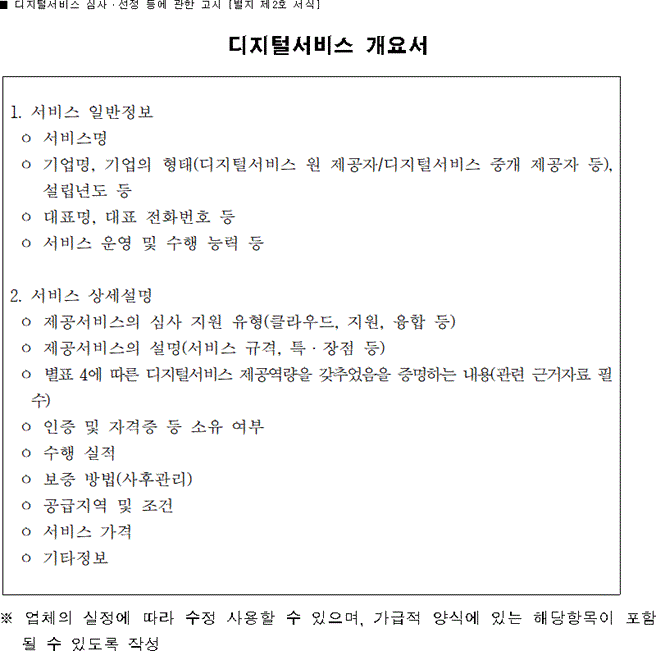 ■ 디지털서비스 심사·선정 등에 관한 고시 [별지 제2호 서식]
디지털서비스 개요서
1. 서비스 일반정보
ㅇ 서비스명
ㅇ 기업명, 기업의 형태(디지털서비스 원 제공자/디지털서비스 중개 제공자 등),
설립년도 등
ㅇ 대표명, 대표 전화번호 등
ㅇ 서비스 운영 및 수행 능력 등
2. 서비스 상세설명
ㅇ 제공서비스의 심사 지원 유형(클라우드, 지원, 융합 등)
ㅇ 제공서비스의 설명(서비스 규격, 특·장점 등)
ㅇ 별표 4에 따른 디지털서비스 제공역량을 갖추었음을 증명하는 내용(관련 근거자료 필
수)
ㅇ 인증 및 자격증 등 소유 여부
ㅇ 수행 실적
ㅇ 보증 방법(사후관리)
ㅇ 공급지역 및 조건
ㅇ 서비스 가격
ㅇ 기타정보
※ 업체의 실정에 따라 수정 사용할 수 있으며, 가급적 양식에 있는 해당항목이 포함
될 수 있도록 작성